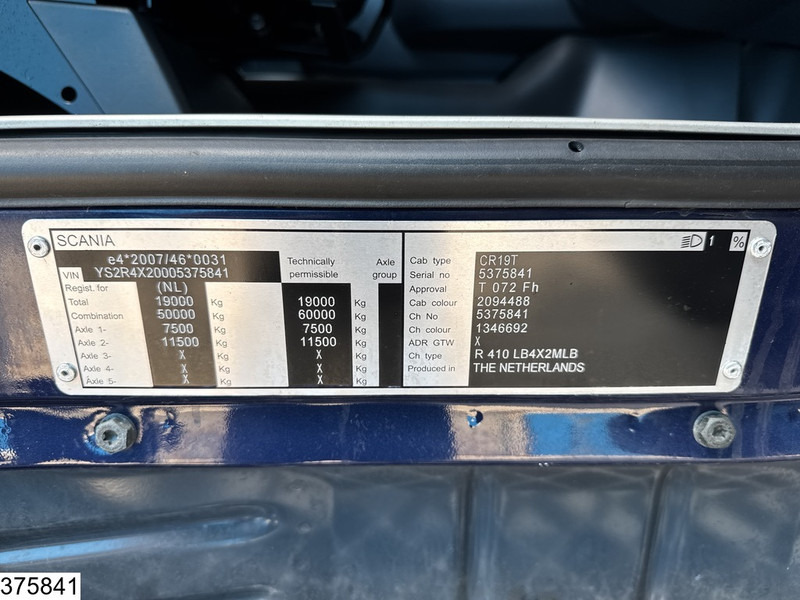 SCANIA 1 %
e4*2007/46*0031
VIN YS2R4X20005375841
Technically permissible Axle group
Regist. for (NL)
Total 19000 Kg 19000 Kg
Combination 50000 Kg 60000 Kg
Axle 1- 7500 Kg 7500 Kg
Axle 2- 11500 Kg 11500 Kg
Axle 3- X Kg X Kg
Axle 4- X Kg X Kg
Axle 5- X Kg X Kg
Cab type CR19T
Serial no 5375841
Approval T 072 Fh
Cab colour 2094488
Ch No 5375841
Ch colour 1346692
ADR GTW X
Ch type R 410 LB4X2MLB
Produced in THE NETHERLANDS
375841